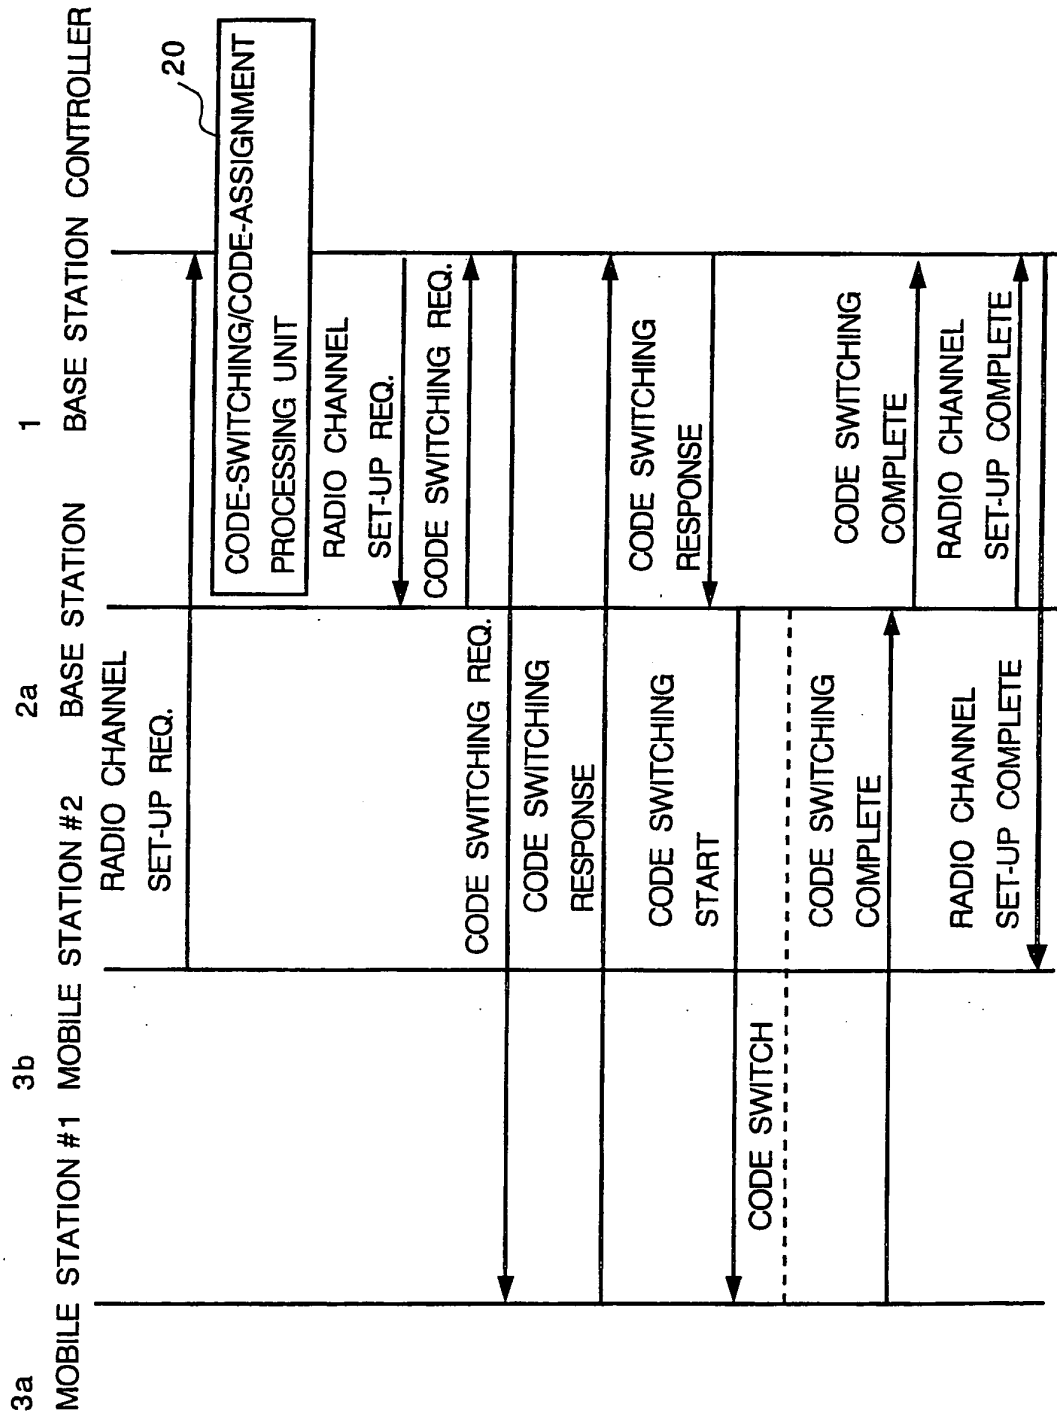 3a
3b
2a
1
MOBILE STATION #1
MOBILE STATION #2
BASE STATION
BASE STATION CONTROLLER
RADIO CHANNEL
SET-UP REQ.
20
CODE-SWITCHING/CODE-ASSIGNMENT
PROCESSING UNIT
RADIO CHANNEL
SET-UP REQ.
CODE SWITCHING REQ.
CODE SWITCHING REQ.
CODE SWITCHING
RESPONSE
CODE SWITCHING
RESPONSE
CODE SWITCHING
START
CODE SWITCH
CODE SWITCHING
COMPLETE
CODE SWITCHING
COMPLETE
RADIO CHANNEL
SET-UP COMPLETE
RADIO CHANNEL
SET-UP COMPLETE